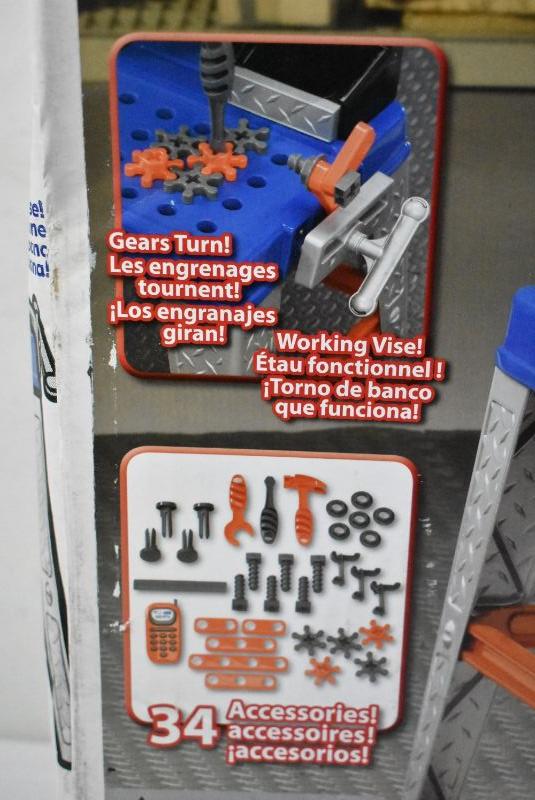 Gears Turn!
Les engrenages
tournent!
¡Los engranajes
giran!
Working Vise!
Étau fonctionnel !
¡Torno de banco
que funciona!
34 Accessories!
accessoires!
¡accesorios!